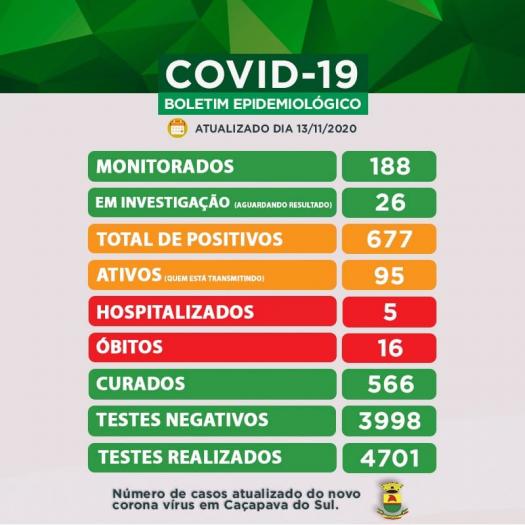 COVID-19
BOLETIM EPIDEMIOLÓGICO
ATUALIZADO DIA 13/11/2020
MONITORADOS 188
EM INVESTIGAÇÃO (AGUARDANDO RESULTADO) 26
TOTAL DE POSITIVOS 677
ATIVOS (QUEM ESTÁ TRANSMITINDO) 95
HOSPITALIZADOS 5
ÓBITOS 16
CURADOS 566
TESTES NEGATIVOS 3998
TESTES REALIZADOS 4701
Número de casos atualizado do novo
corona vírus em Caçapava do Sul.